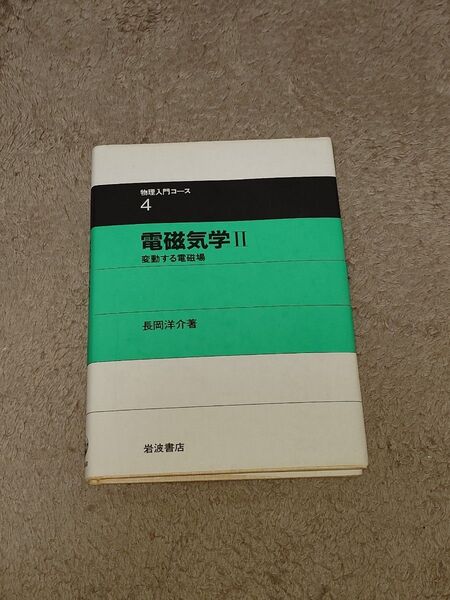 物理入門コース
4
電磁気学II
変動する電磁場
長岡洋介著
岩波書店